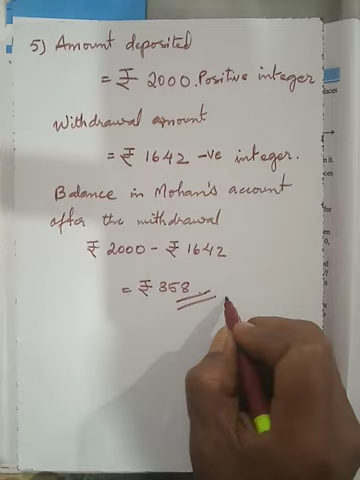 5) Amount deposited
= ₹ 2000. Positive integer
Withdrawal amount
= ₹ 1642 -ve integer.
Balance in Mohan's account
after the withdrawal
₹ 2000 - ₹ 1642
= ₹ 358